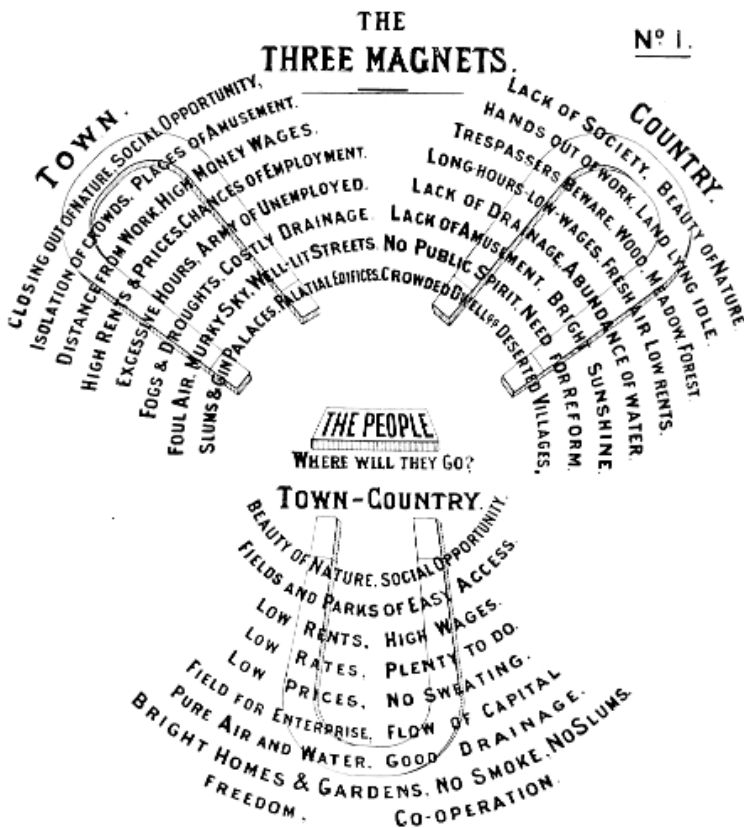 THE
THREE MAGNETS.
Nº 1.
TOWN.
CLOSING OUT OF NATURE. SOCIAL OPPORTUNITY.
ISOLATION OF CROWDS. PLACES OF AMUSEMENT.
DISTANCE FROM WORK. HIGH MONEY WAGES.
HIGH RENTS & PRICES. CHANCES OF EMPLOYMENT.
EXCESSIVE HOURS. ARMY OF UNEMPLOYED.
FOGS & DROUGHTS. COSTLY DRAINAGE.
FOUL AIR. MURKY SKY. WELL-LIT STREETS.
SLUMS & GIN PALACES. PALATIAL EDIFICES.
COUNTRY.
LACK OF SOCIETY. BEAUTY OF NATURE.
HANDS OUT OF WORK. LAND LYING IDLE.
TRESPASSERS BEWARE. WOOD, MEADOW, FOREST.
LONG-HOURS-LOW-WAGES. FRESH AIR. LOW RENTS.
LACK OF DRAINAGE. ABUNDANCE OF WATER.
LACK OF AMUSEMENT. BRIGHT SUNSHINE.
NO PUBLIC SPIRIT. NEED FOR REFORM.
CROWDED DWELLGS DESERTED VILLAGES,
THE PEOPLE
WHERE WILL THEY GO?
TOWN-COUNTRY.
BEAUTY OF NATURE. SOCIAL OPPORTUNITY.
FIELDS AND PARKS OF EASY ACCESS.
LOW RENTS, HIGH WAGES.
LOW RATES, PLENTY TO DO.
LOW PRICES, NO SWEATING.
FIELD FOR ENTERPRISE, FLOW OF CAPITAL
PURE AIR AND WATER, GOOD DRAINAGE.
BRIGHT HOMES & GARDENS, NO SMOKE, NO SLUMS.
FREEDOM. CO-OPERATION.